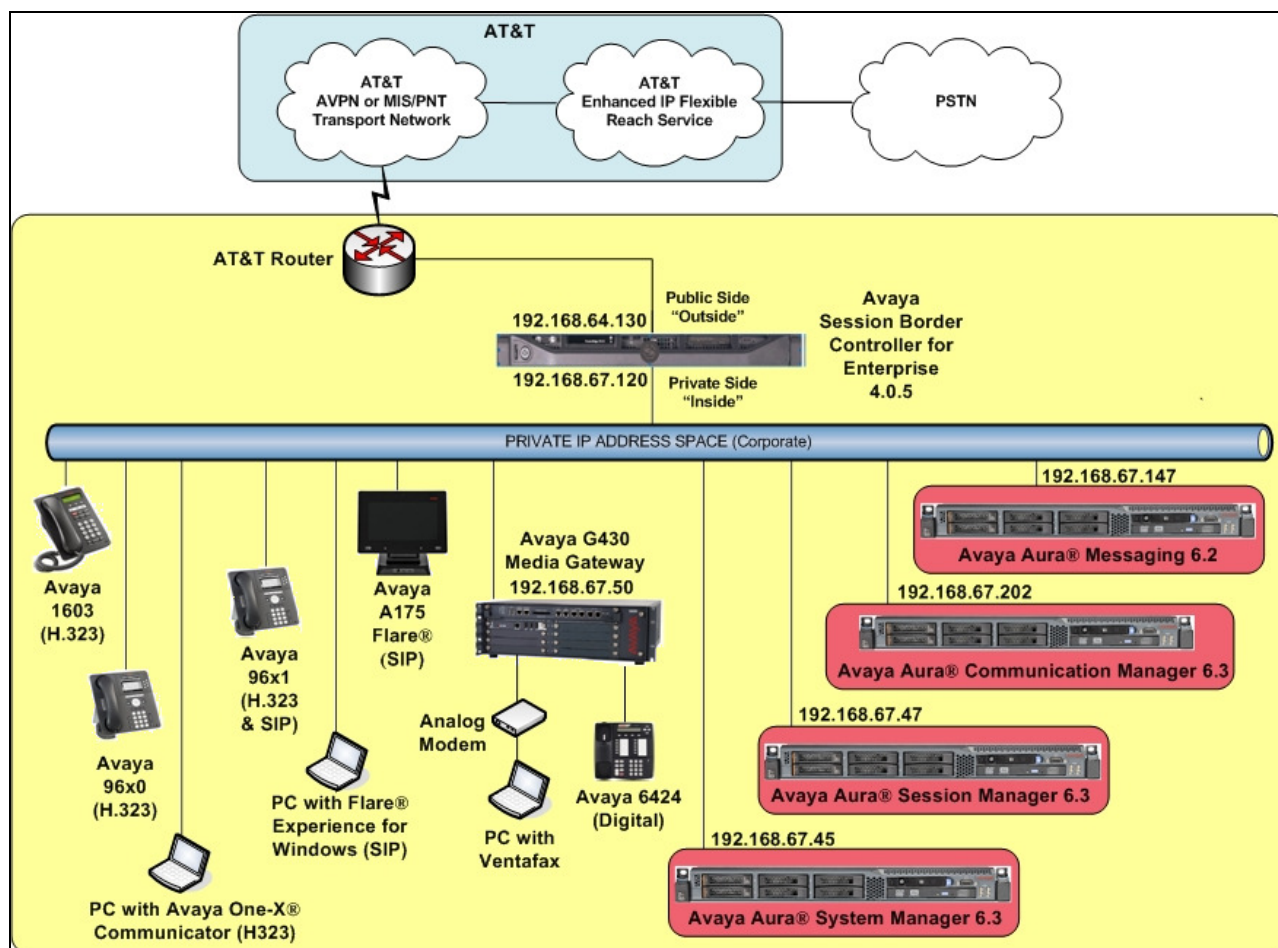 AT&T
AT&T
AVPN or MIS/PNT
Transport Network
AT&T
Enhanced IP Flexible
Reach Service
PSTN
AT&T Router
Public Side
“Outside”
192.168.64.130
Avaya
Session Border
Controller for
Enterprise
4.0.5
192.168.67.120
Private Side
“Inside”
PRIVATE IP ADDRESS SPACE (Corporate)
Avaya
1603
(H.323)
Avaya
96x0
(H.323)
PC with Avaya One-X®
Communicator (H323)
Avaya
96x1
(H.323
& SIP)
PC with Flare®
Experience for
Windows (SIP)
Avaya
A175
Flare®
(SIP)
Avaya G430
Media Gateway
192.168.67.50
Analog
Modem
PC with
Ventafax
Avaya 6424
(Digital)
192.168.67.147
Avaya Aura® Messaging 6.2
192.168.67.202
Avaya Aura® Communication Manager 6.3
192.168.67.47
Avaya Aura® Session Manager 6.3
192.168.67.45
Avaya Aura® System Manager 6.3